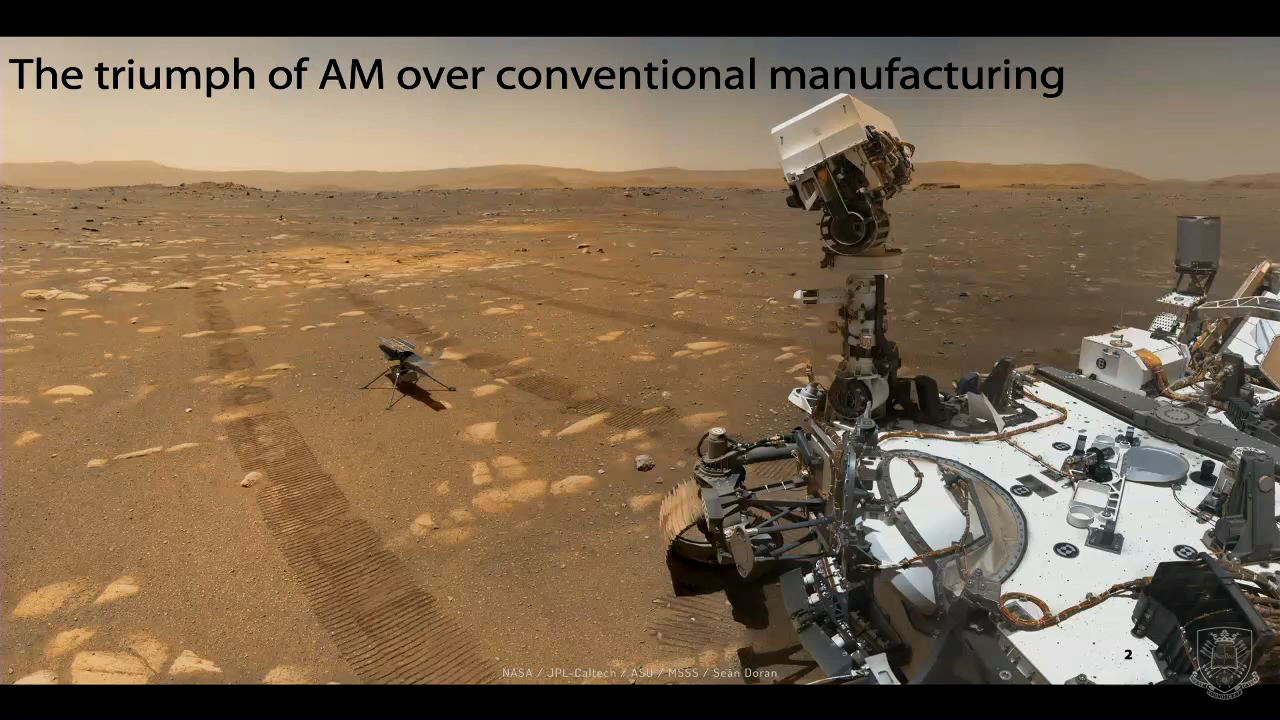 The triumph of AM over conventional manufacturing
2
NASA / JPL-Caltech / ASU / MSSS / Seán Doran